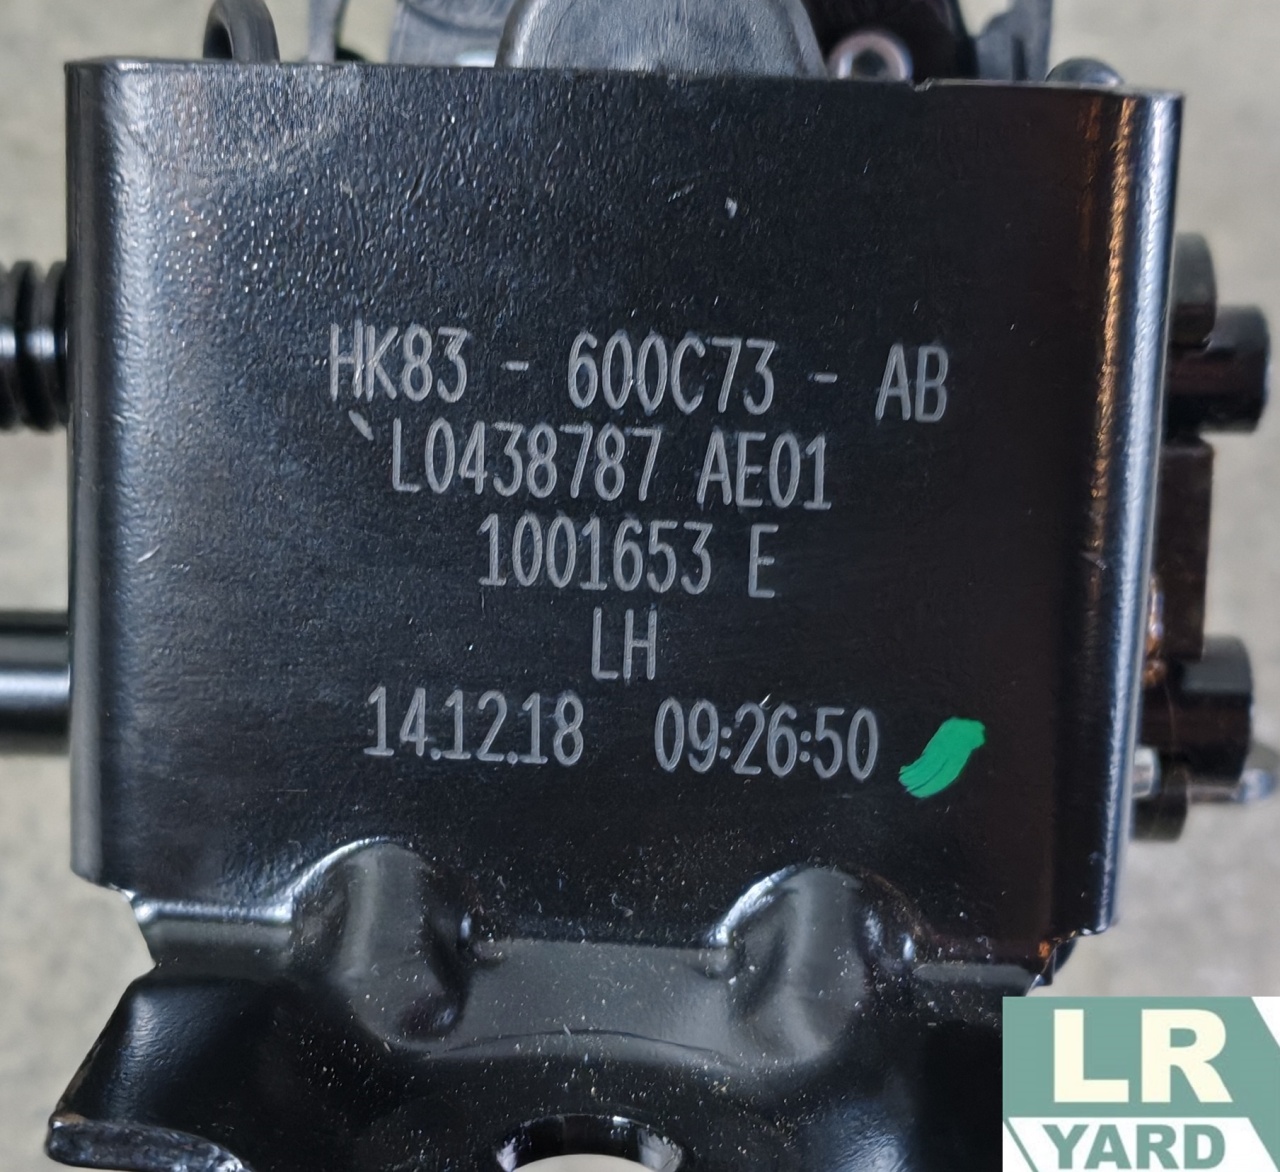 HK83 - 600C73 - AB
L0438787 AE01
1001653 E
LH
14.12.18 09:26:50
LR
YARD